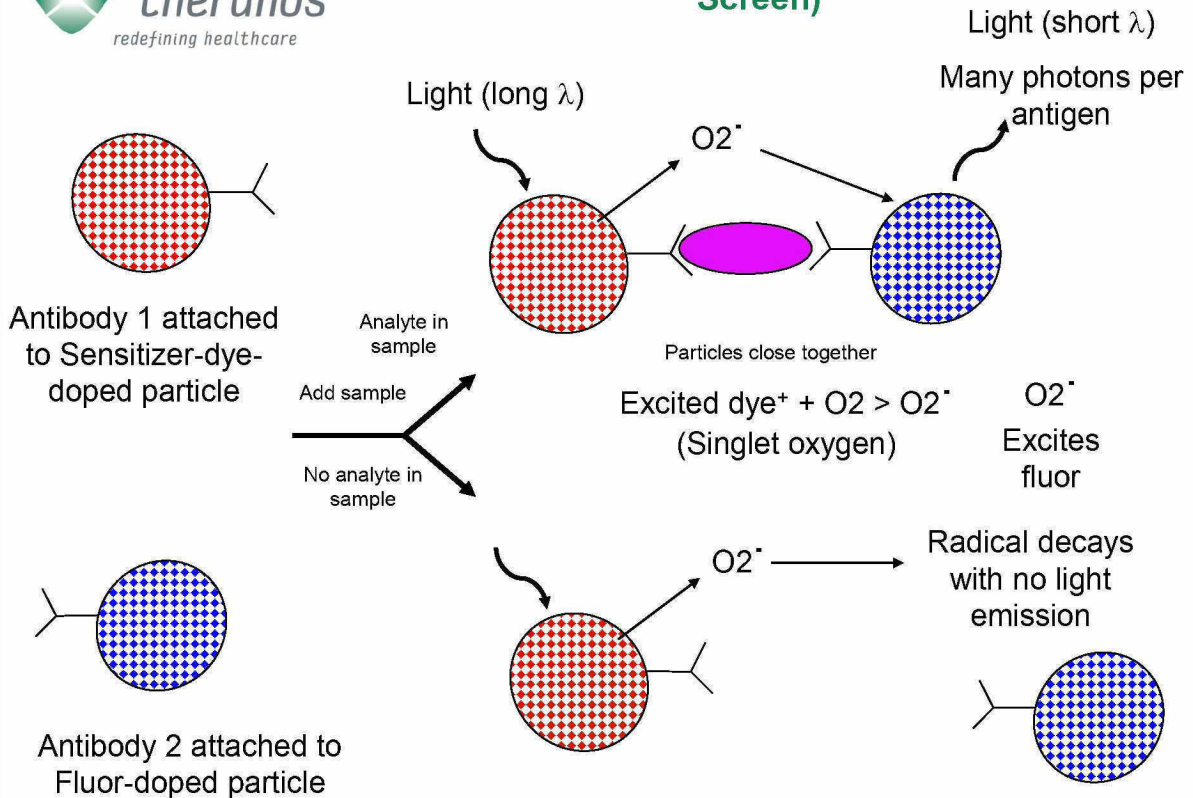 theranos
redefining healthcare
Screen)
Light (short λ)
Many photons per
antigen
Light (long λ)
O2˙
Antibody 1 attached
to Sensitizer-dye-
doped particle
Analyte in
sample
Add sample
No analyte in
sample
Particles close together
Excited dye⁺ + O2 > O2˙
(Singlet oxygen)
O2˙
Excites
fluor
O2˙
Radical decays
with no light
emission
Antibody 2 attached to
Fluor-doped particle